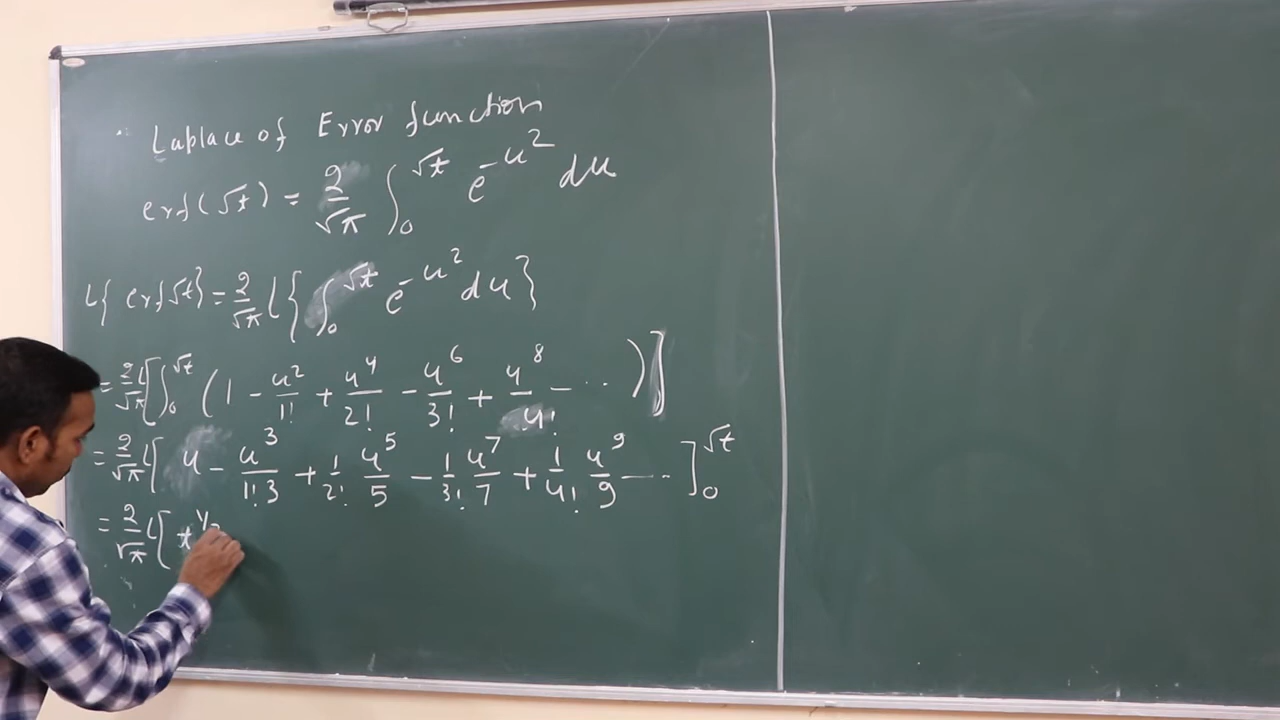 Laplace of Error function
erf(√t) = 2/√π ∫₀^√t e^-u² du
L{erf√t} = 2/√π L{∫₀^√t e^-u² du}
= 2/√π L[∫₀^√t (1 - u²/1! + u⁴/2! - u⁶/3! + u⁸/4! - ...)]
= 2/√π L[u - u³/1!3 + 1/2! u⁵/5 - 1/3! u⁷/7 + 1/4! u⁹/9 - ...]₀^√t
= 2/√π L[t^1/2